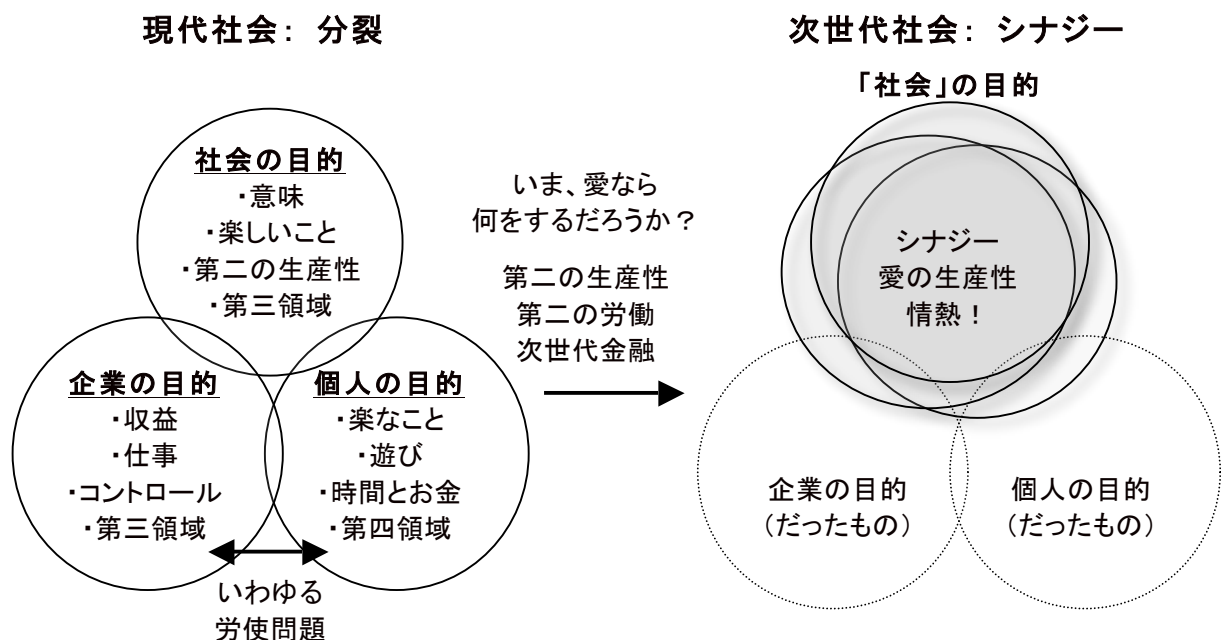 現代社会： 分裂
社会の目的
・意味
・楽しいこと
・第二の生産性
・第三領域
企業の目的
・収益
・仕事
・コントロール
・第三領域
個人の目的
・楽なこと
・遊び
・時間とお金
・第四領域
いわゆる
労使問題
いま、愛なら
何をするだろうか？
第二の生産性
第二の労働
次世代金融
次世代社会： シナジー
「社会」の目的
シナジー
愛の生産性
情熱！
企業の目的
（だったもの）
個人の目的
（だったもの）